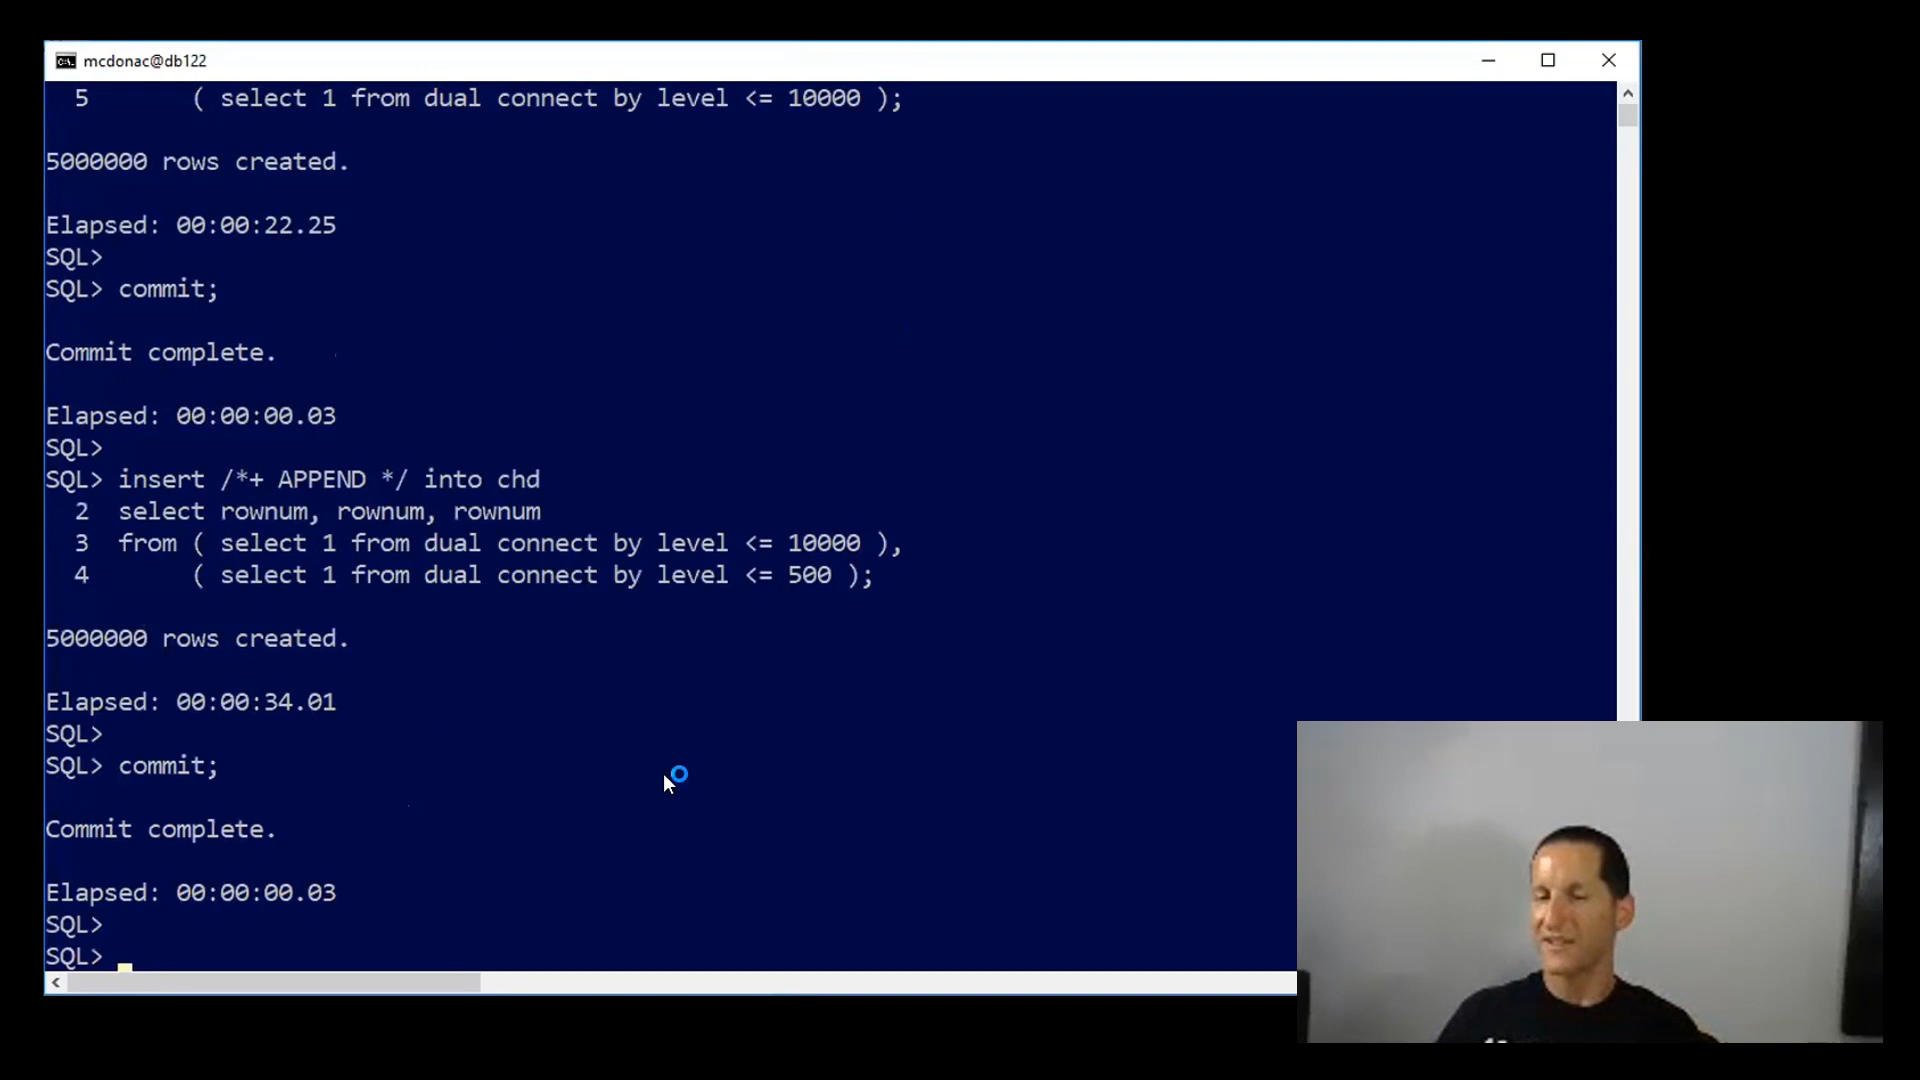 mcdonac@db122
5 ( select 1 from dual connect by level <= 10000 );
5000000 rows created.
Elapsed: 00:00:22.25
SQL>
SQL> commit;
Commit complete.
Elapsed: 00:00:00.03
SQL>
SQL> insert /*+ APPEND */ into chd
2 select rownum, rownum, rownum
3 from ( select 1 from dual connect by level <= 10000 ),
4 ( select 1 from dual connect by level <= 500 );
5000000 rows created.
Elapsed: 00:00:34.01
SQL>
SQL> commit;
Commit complete.
Elapsed: 00:00:00.03
SQL>
SQL>